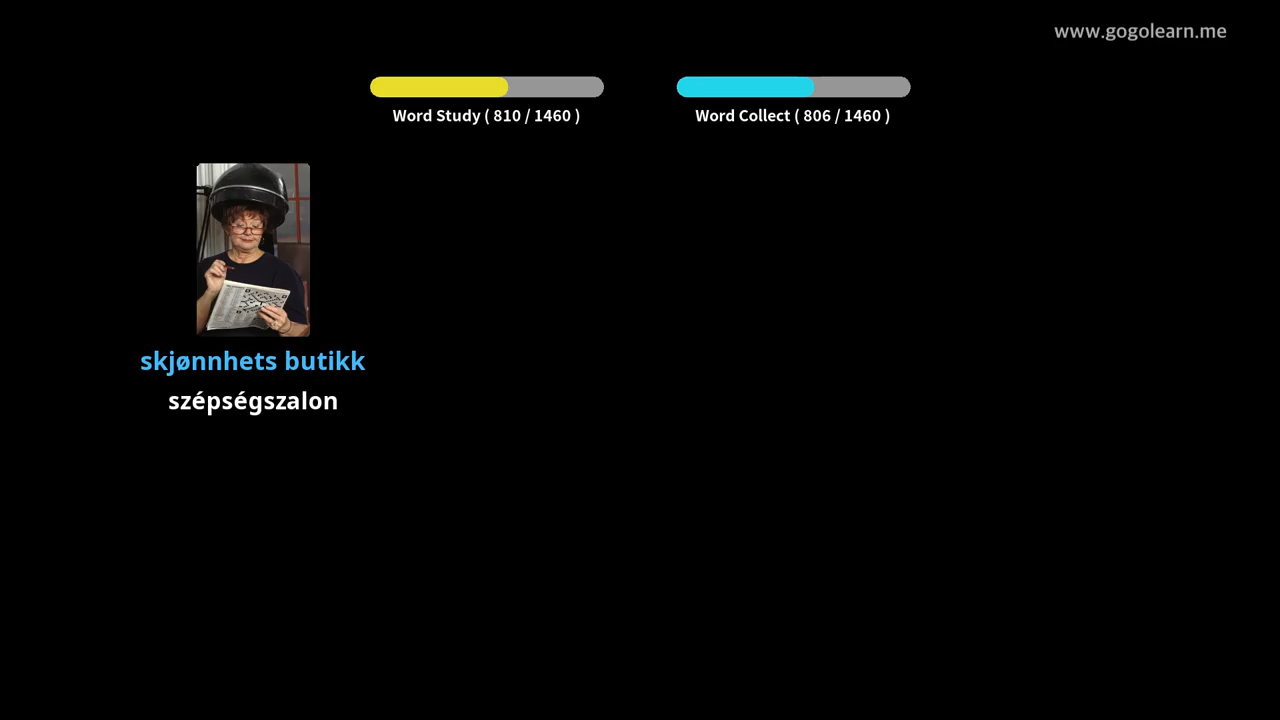 www.gogolearn.me
Word Study ( 810 / 1460 )
Word Collect ( 806 / 1460 )
skjønnhets butikk
szépségszalon